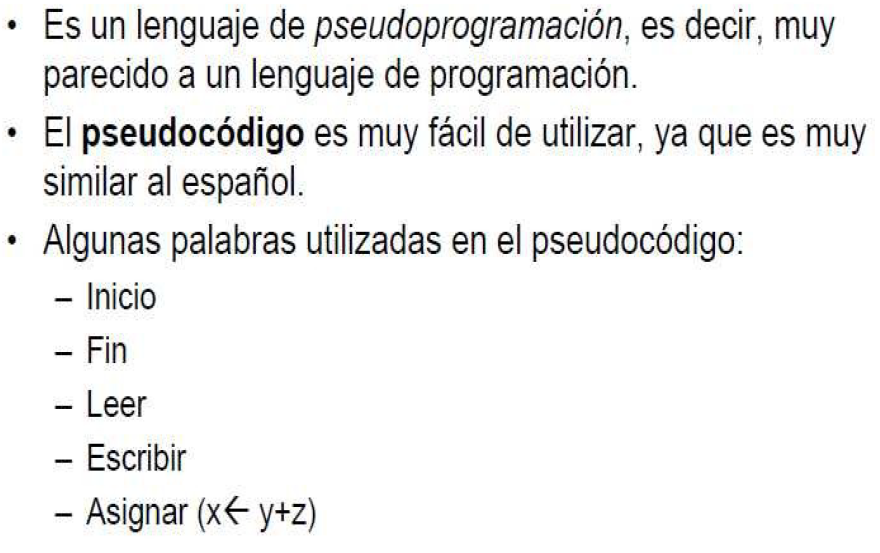 • Es un lenguaje de pseudoprogramación, es decir, muy
parecido a un lenguaje de programación.
• El pseudocódigo es muy fácil de utilizar, ya que es muy
similar al español.
• Algunas palabras utilizadas en el pseudocódigo:
– Inicio
– Fin
– Leer
– Escribir
– Asignar (x← y+z)